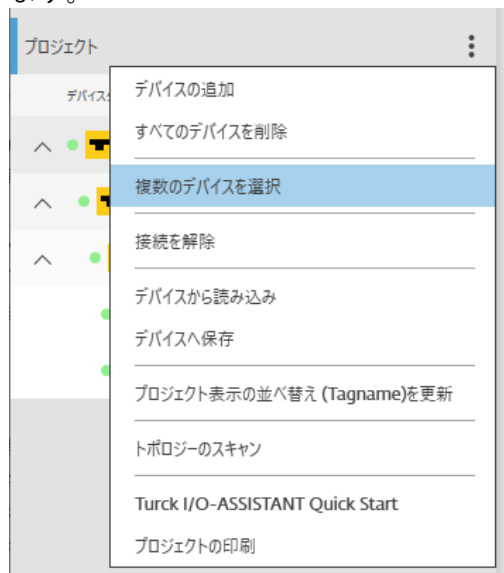 ます。
プロジェクト
デバイス
デバイスの追加
すべてのデバイスを削除
複数のデバイスを選択
接続を解除
デバイスから読み込み
デバイスへ保存
プロジェクト表示の並べ替え (Tagname)を更新
トポロジーのスキャン
Turck I/O-ASSISTANT Quick Start
プロジェクトの印刷